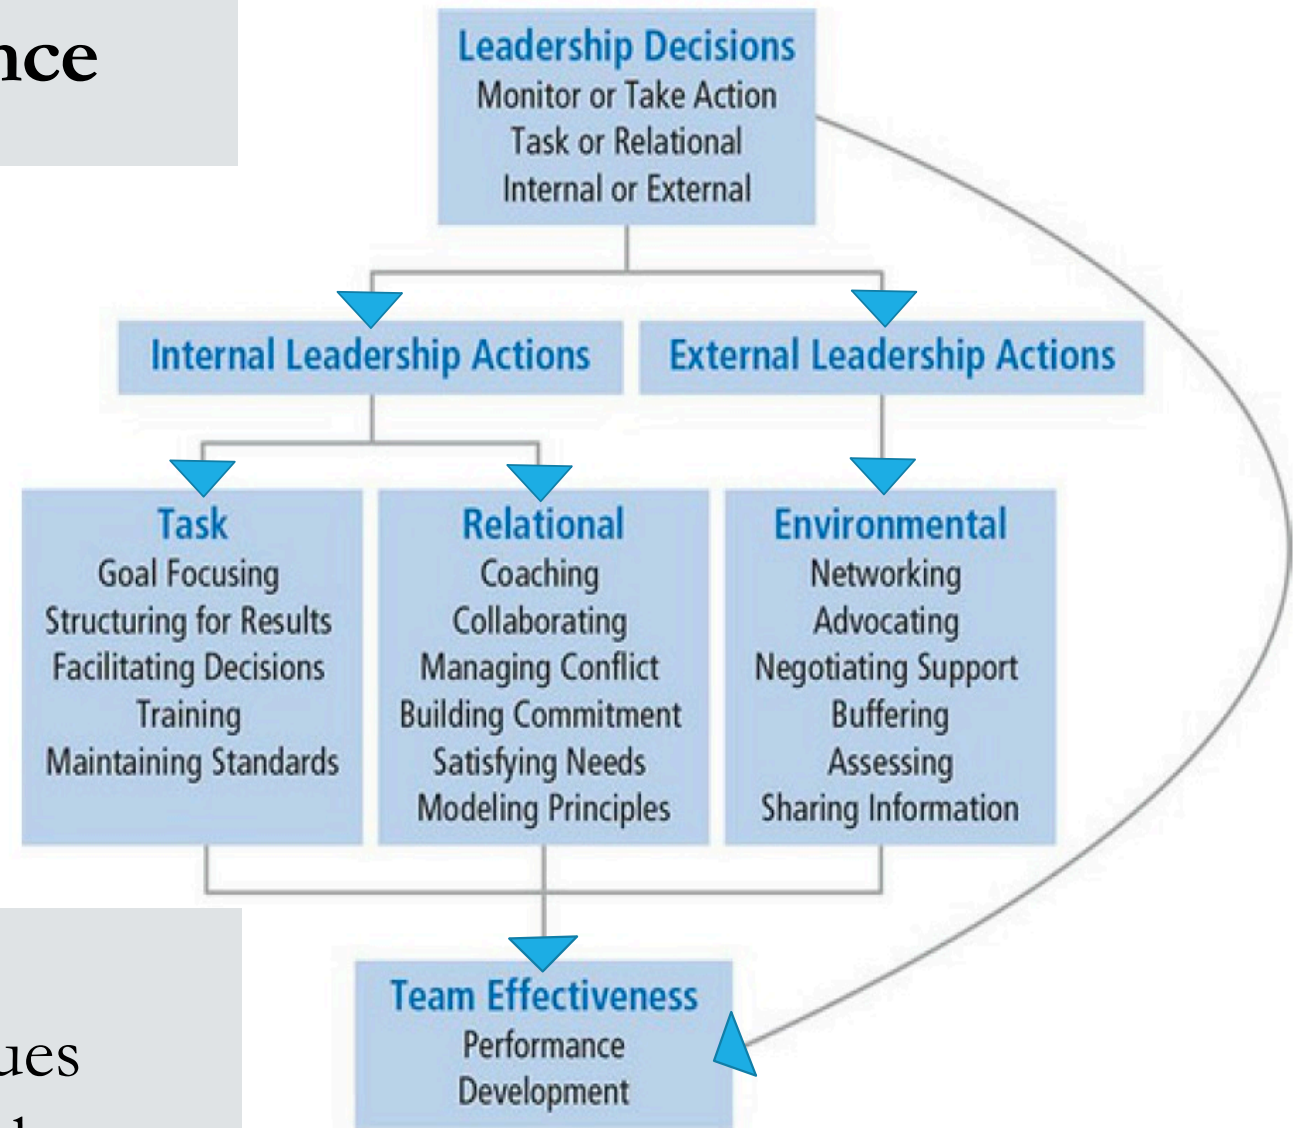 nce
Leadership Decisions
Monitor or Take Action
Task or Relational
Internal or External
Internal Leadership Actions
External Leadership Actions
Task
Goal Focusing
Structuring for Results
Facilitating Decisions
Training
Maintaining Standards
Relational
Coaching
Collaborating
Managing Conflict
Building Commitment
Satisfying Needs
Modeling Principles
Environmental
Networking
Advocating
Negotiating Support
Buffering
Assessing
Sharing Information
Team Effectiveness
Performance
Development
ues